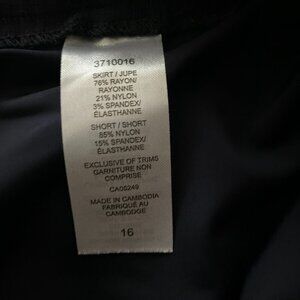 3710016
SKIRT / JUPE
76% RAYON/
RAYONNE
21% NYLON
3% SPANDEX/
ÉLASTHANNE
SHORT / SHORT
85% NYLON
15% SPANDEX/
ÉLASTHANNE
EXCLUSIVE OF TRIMS
GARNITURE NON
COMPRISE
CA00249
MADE IN CAMBODIA
FABRIQUÉ AU
CAMBODGE
16